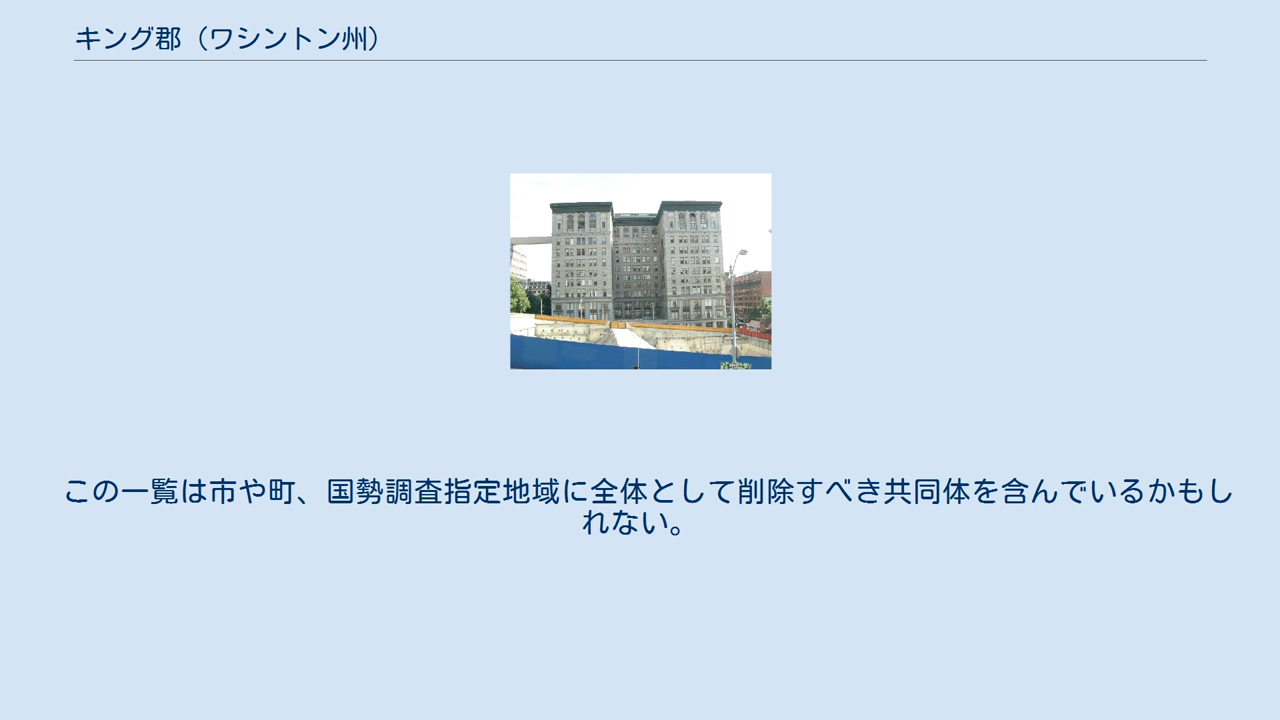 キング郡（ワシントン州）
この一覧は市や町、国勢調査指定地域に全体として削除すべき共同体を含んでいるかもし
れない。